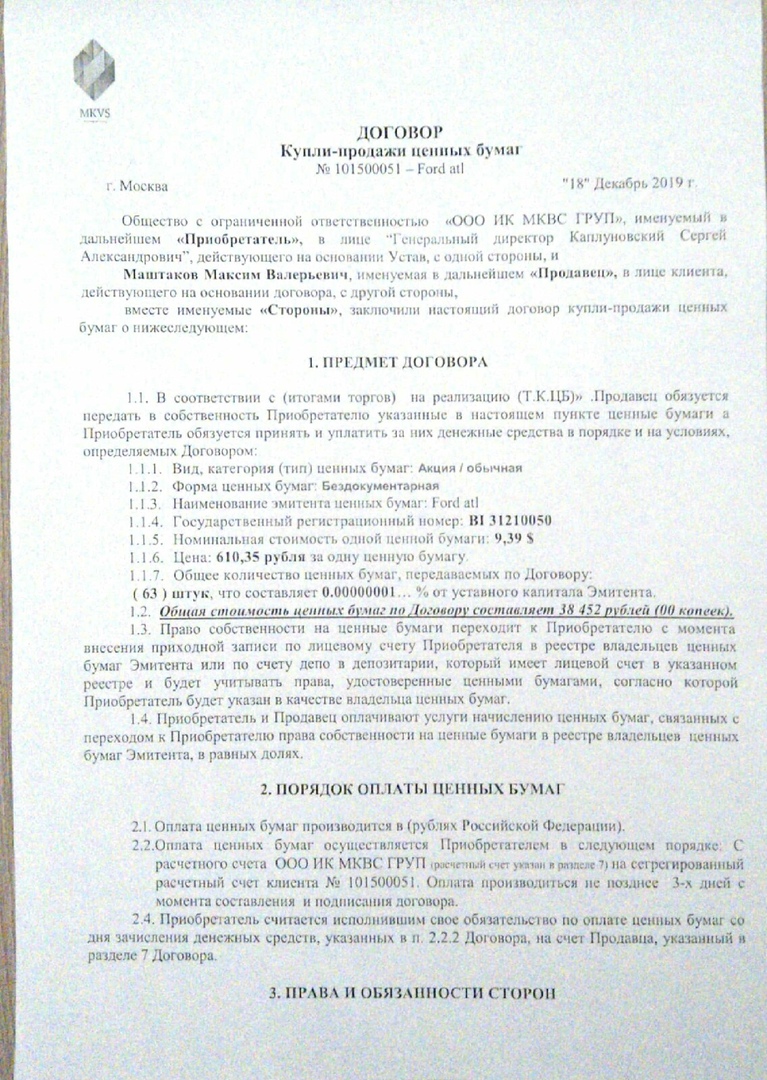 MKVS
ДОГОВОР
Купли-продажи ценных бумаг
№ 101500051 – Ford atl
г. Москва "18" Декабрь 2019 г.
Общество с ограниченной ответственностью «ООО ИК МКВС ГРУП», именуемый в
дальнейшем «Приобретатель», в лице “Генеральный директор Каплуновский Сергей
Александрович”, действующего на основании Устав, с одной стороны, и
Маштаков Максим Валерьевич, именуемая в дальнейшем «Продавец», в лице клиента,
действующего на основании договора, с другой стороны,
вместе именуемые «Стороны», заключили настоящий договор купли-продажи ценных
бумаг о нижеследующем:
1. ПРЕДМЕТ ДОГОВОРА
1.1. В соответствии с (итогами торгов) на реализацию (Т.К.ЦБ)» .Продавец обязуется
передать в собственность Приобретателю указанные в настоящем пункте ценные бумаги а
Приобретатель обязуется принять и уплатить за них денежные средства в порядке и на условиях,
определяемых Договором:
1.1.1. Вид, категория (тип) ценных бумаг: Акция / обычная
1.1.2. Форма ценных бумаг: Бездокументарная
1.1.3. Наименование эмитента ценных бумаг: Ford atl
1.1.4. Государственный регистрационный номер: BI 31210050
1.1.5. Номинальная стоимость одной ценной бумаги: 9,39 $
1.1.6. Цена: 610,35 рубля за одну ценную бумагу.
1.1.7. Общее количество ценных бумаг, передаваемых по Договору:
( 63 ) штук, что составляет 0.00000001… % от уставного капитала Эмитента.
1.2. Общая стоимость ценных бумаг по Договору составляет 38 452 рублей (00 копеек).
1.3. Право собственности на ценные бумаги переходит к Приобретателю с момента
внесения приходной записи по лицевому счету Приобретателя в реестре владельцев ценных
бумаг Эмитента или по счету депо в депозитарии, который имеет лицевой счет в указанном
реестре и будет учитывать права, удостоверенные ценными бумагами, согласно которой
Приобретатель будет указан в качестве владельца ценных бумаг.
1.4. Приобретатель и Продавец оплачивают услуги начислению ценных бумаг, связанных с
переходом к Приобретателю права собственности на ценные бумаги в реестре владельцев ценных
бумаг Эмитента, в равных долях.
2. ПОРЯДОК ОПЛАТЫ ЦЕННЫХ БУМАГ
2.1. Оплата ценных бумаг производится в (рублях Российской Федерации).
2.2.Оплата ценных бумаг осуществляется Приобретателем в следующем порядке: С
расчетного счета ООО ИК МКВС ГРУП (расчетный счет указан в разделе 7) на сегрегированный
расчетный счет клиента № 101500051. Оплата производиться не позднее 3-х дней с
момента составления и подписания договора.
2.4. Приобретатель считается исполнившим свое обязательство по оплате ценных бумаг со
дня зачисления денежных средств, указанных в п. 2.2.2 Договора, на счет Продавца, указанный в
разделе 7 Договора.
3. ПРАВА И ОБЯЗАННОСТИ СТОРОН